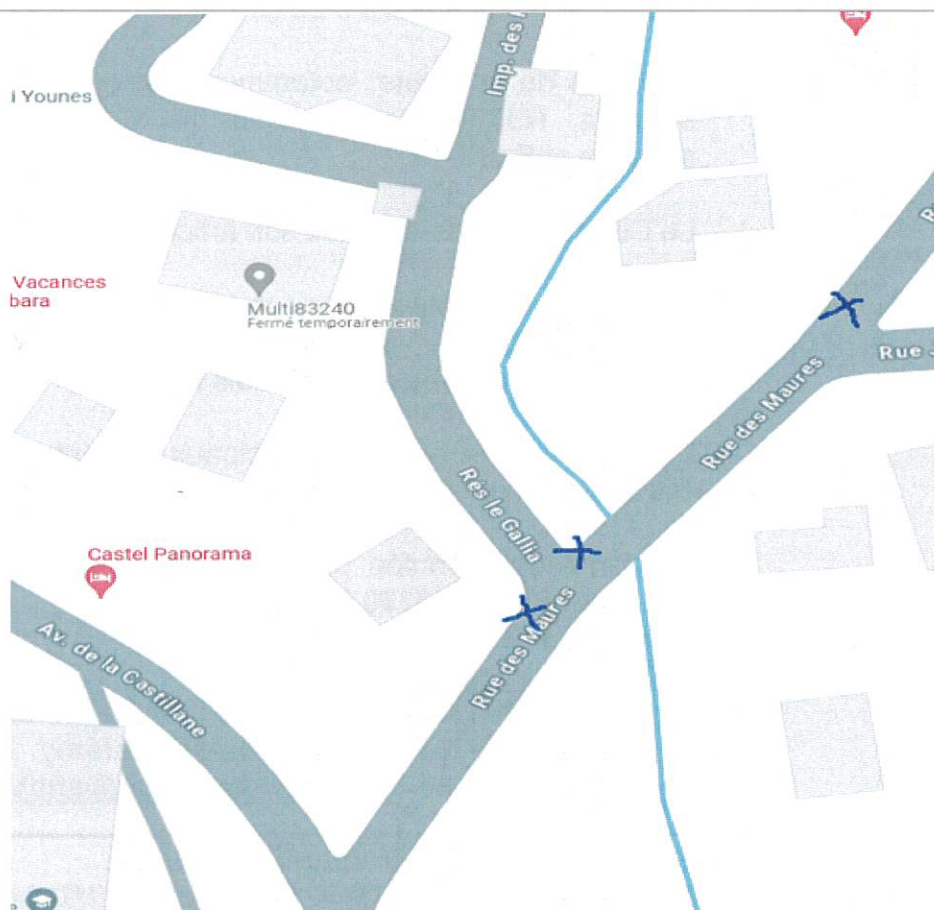 Imp. des
i Younes
Vacances
bara
Multi83240
Fermé temporairement
Rue des Maures
Rue
Rés le Gallia
Castel Panorama
Rue des Maures
Av. de la Castillane